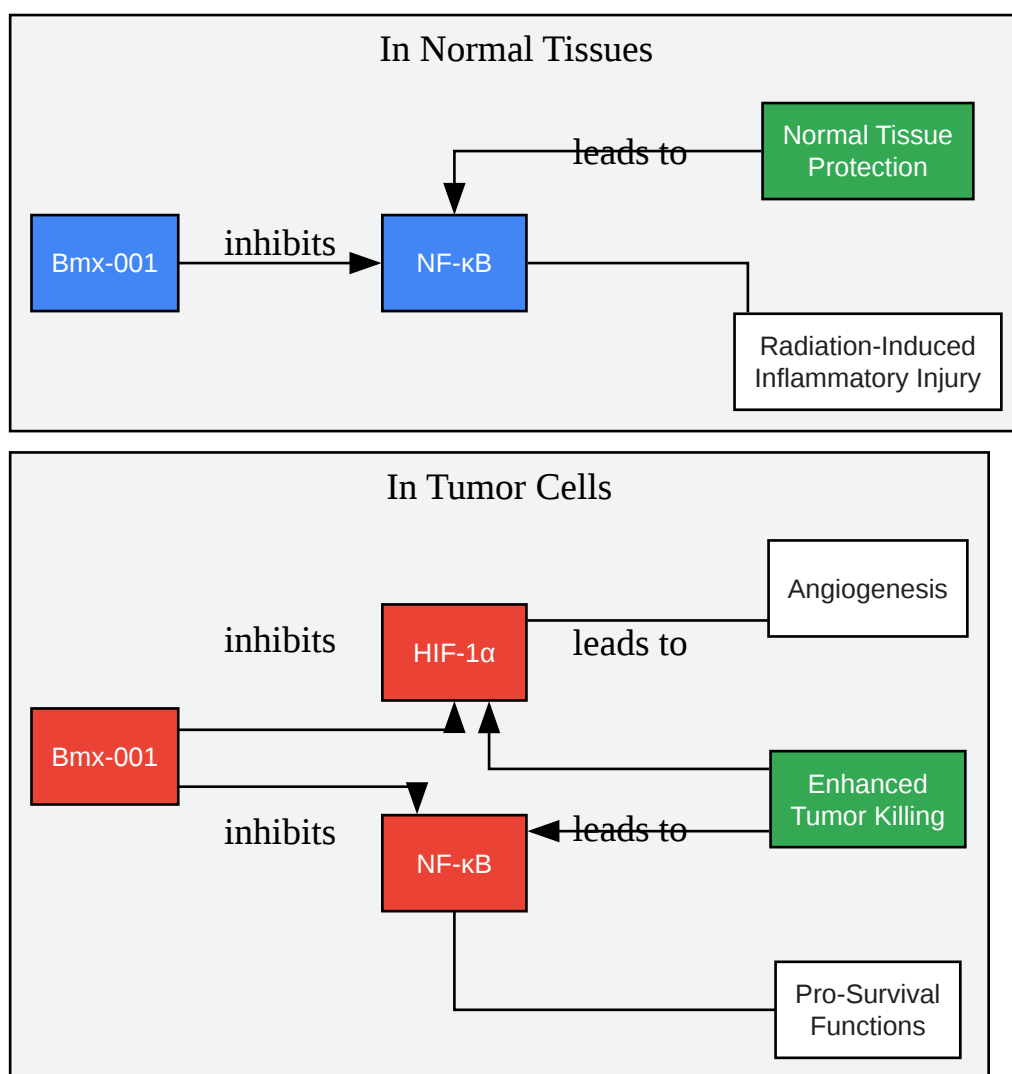 In Normal Tissues
leads to
Normal Tissue
Protection
Bmx-001
inhibits
NF-κB
Radiation-Induced
Inflammatory Injury
In Tumor Cells
Angiogenesis
inhibits
HIF-1α
leads to
Bmx-001
Enhanced
Tumor Killing
inhibits
leads to
NF-κB
Pro-Survival
Functions